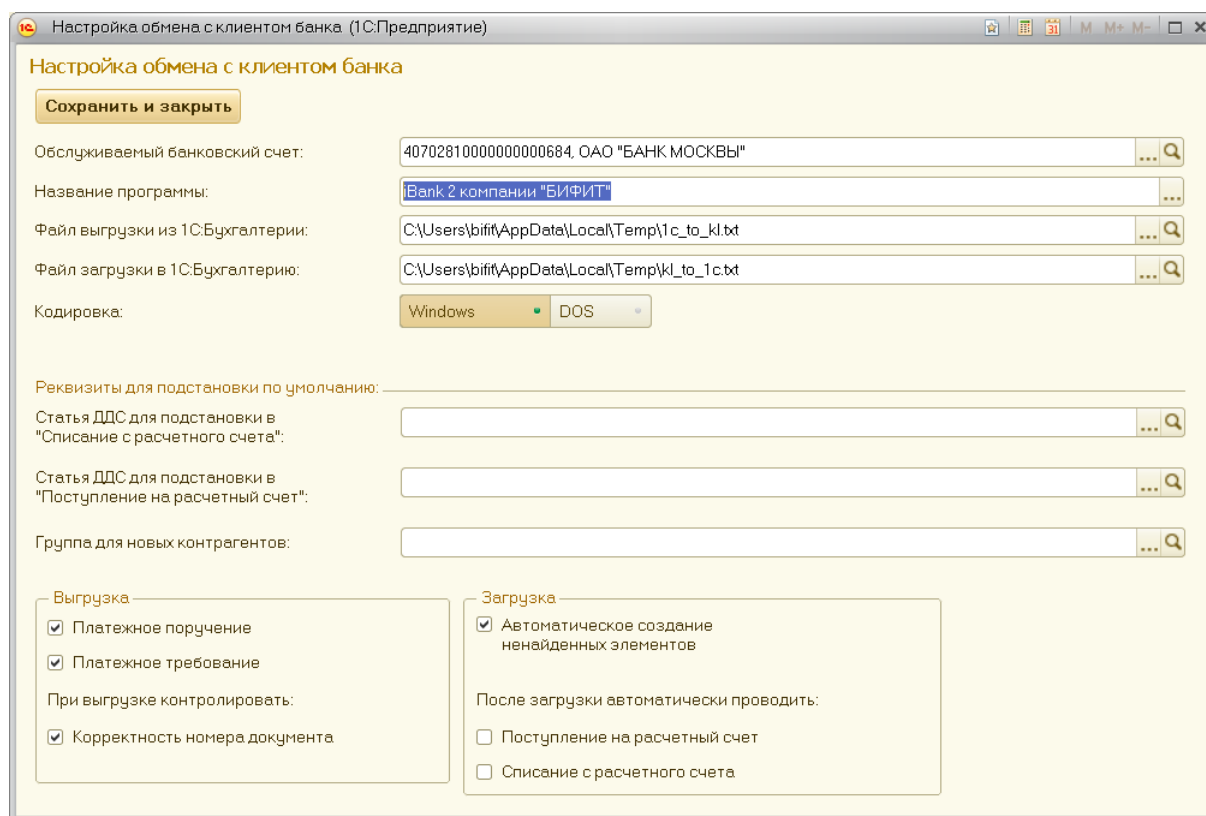 1С Настройка обмена с клиентом банка (1С:Предприятие) 31 M M+ M-
Настройка обмена с клиентом банка
Сохранить и закрыть
Обслуживаемый банковский счет: 40702810000000000684, ОАО "БАНК МОСКВЫ" ...
Название программы: iBank 2 компании "БИФИТ" ...
Файл выгрузки из 1С:Бухгалтерии: C:\Users\bifit\AppData\Local\Temp\1c_to_kl.txt ...
Файл загрузки в 1С:Бухгалтерию: C:\Users\bifit\AppData\Local\Temp\kl_to_1c.txt ...
Кодировка: Windows DOS
Реквизиты для подстановки по умолчанию:
Статья ДДС для подстановки в
"Списание с расчетного счета": ...
Статья ДДС для подстановки в
"Поступление на расчетный счет": ...
Группа для новых контрагентов: ...
Выгрузка
Платежное поручение
Платежное требование
При выгрузке контролировать:
Корректность номера документа
Загрузка
Автоматическое создание
ненайденных элементов
После загрузки автоматически проводить:
Поступление на расчетный счет
Списание с расчетного счета